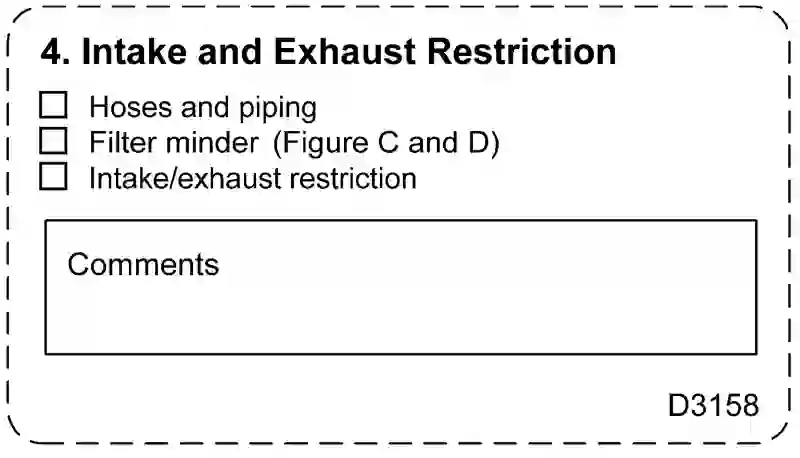 4. Intake and Exhaust Restriction
Hoses and piping
Filter minder (Figure C and D)
Intake/exhaust restriction
Comments
D3158